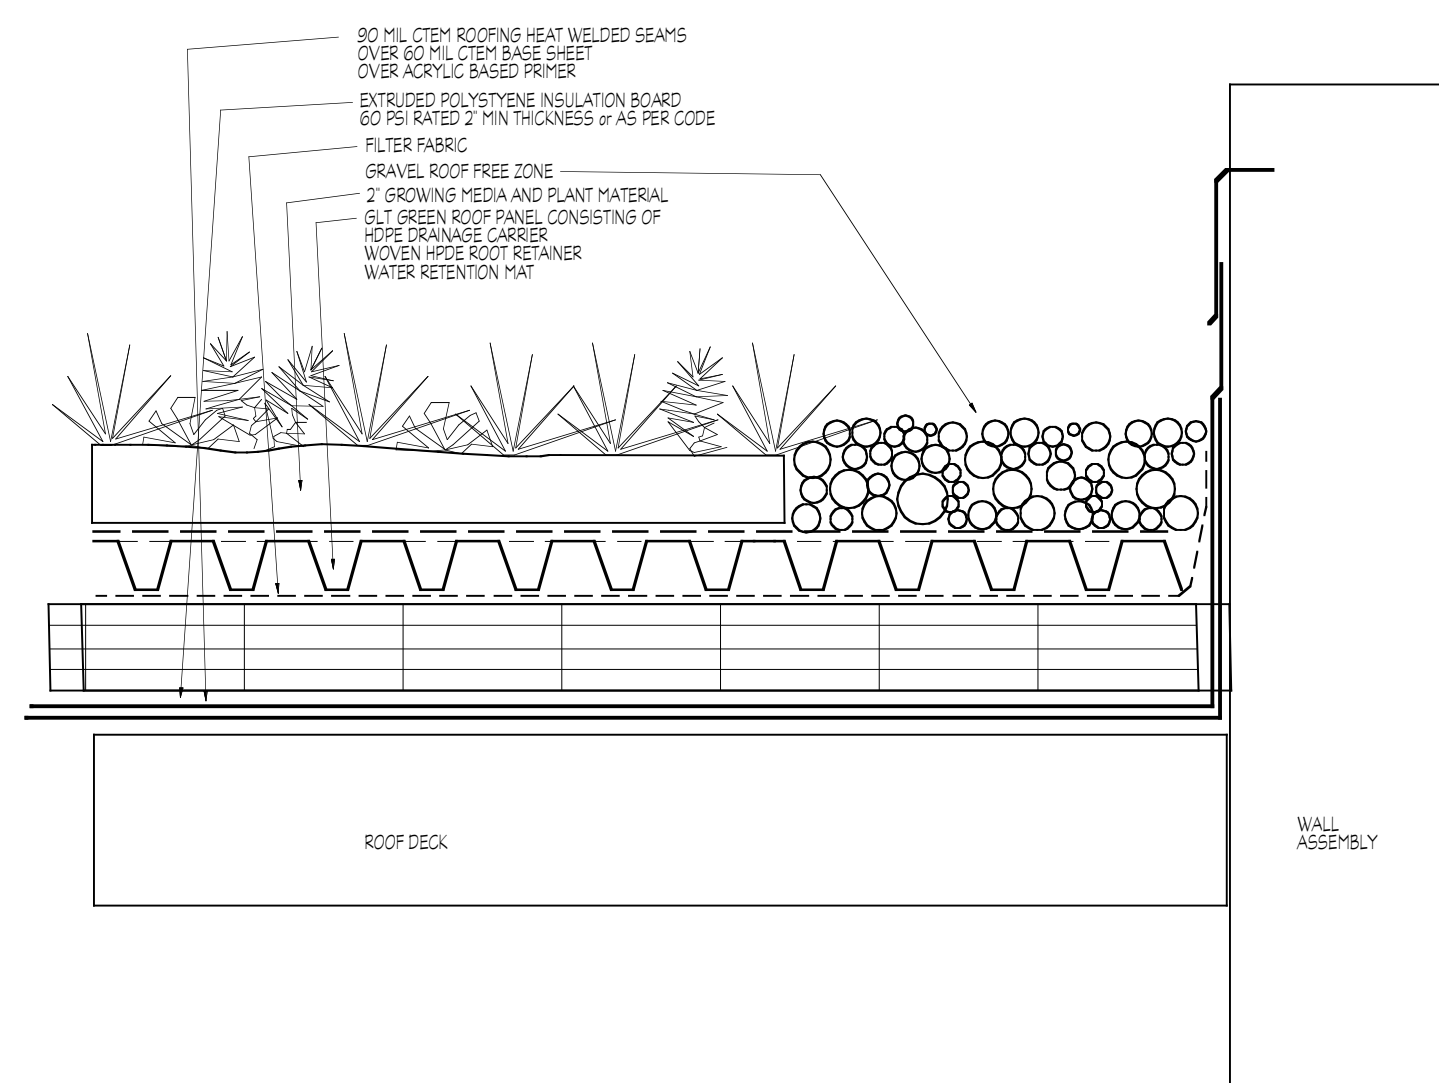 90 MIL CTEM ROOFING HEAT WELDED SEAMS
OVER 60 MIL CTEM BASE SHEET
OVER ACRYLIC BASED PRIMER
EXTRUDED POLYSTYENE INSULATION BOARD
60 PSI RATED 2" MIN THICKNESS or AS PER CODE
FILTER FABRIC
GRAVEL ROOF FREE ZONE
2" GROWING MEDIA AND PLANT MATERIAL
GLT GREEN ROOF PANEL CONSISTING OF
HDPE DRAINAGE CARRIER
WOVEN HPDE ROOT RETAINER
WATER RETENTION MAT
ROOF DECK
WALL
ASSEMBLY